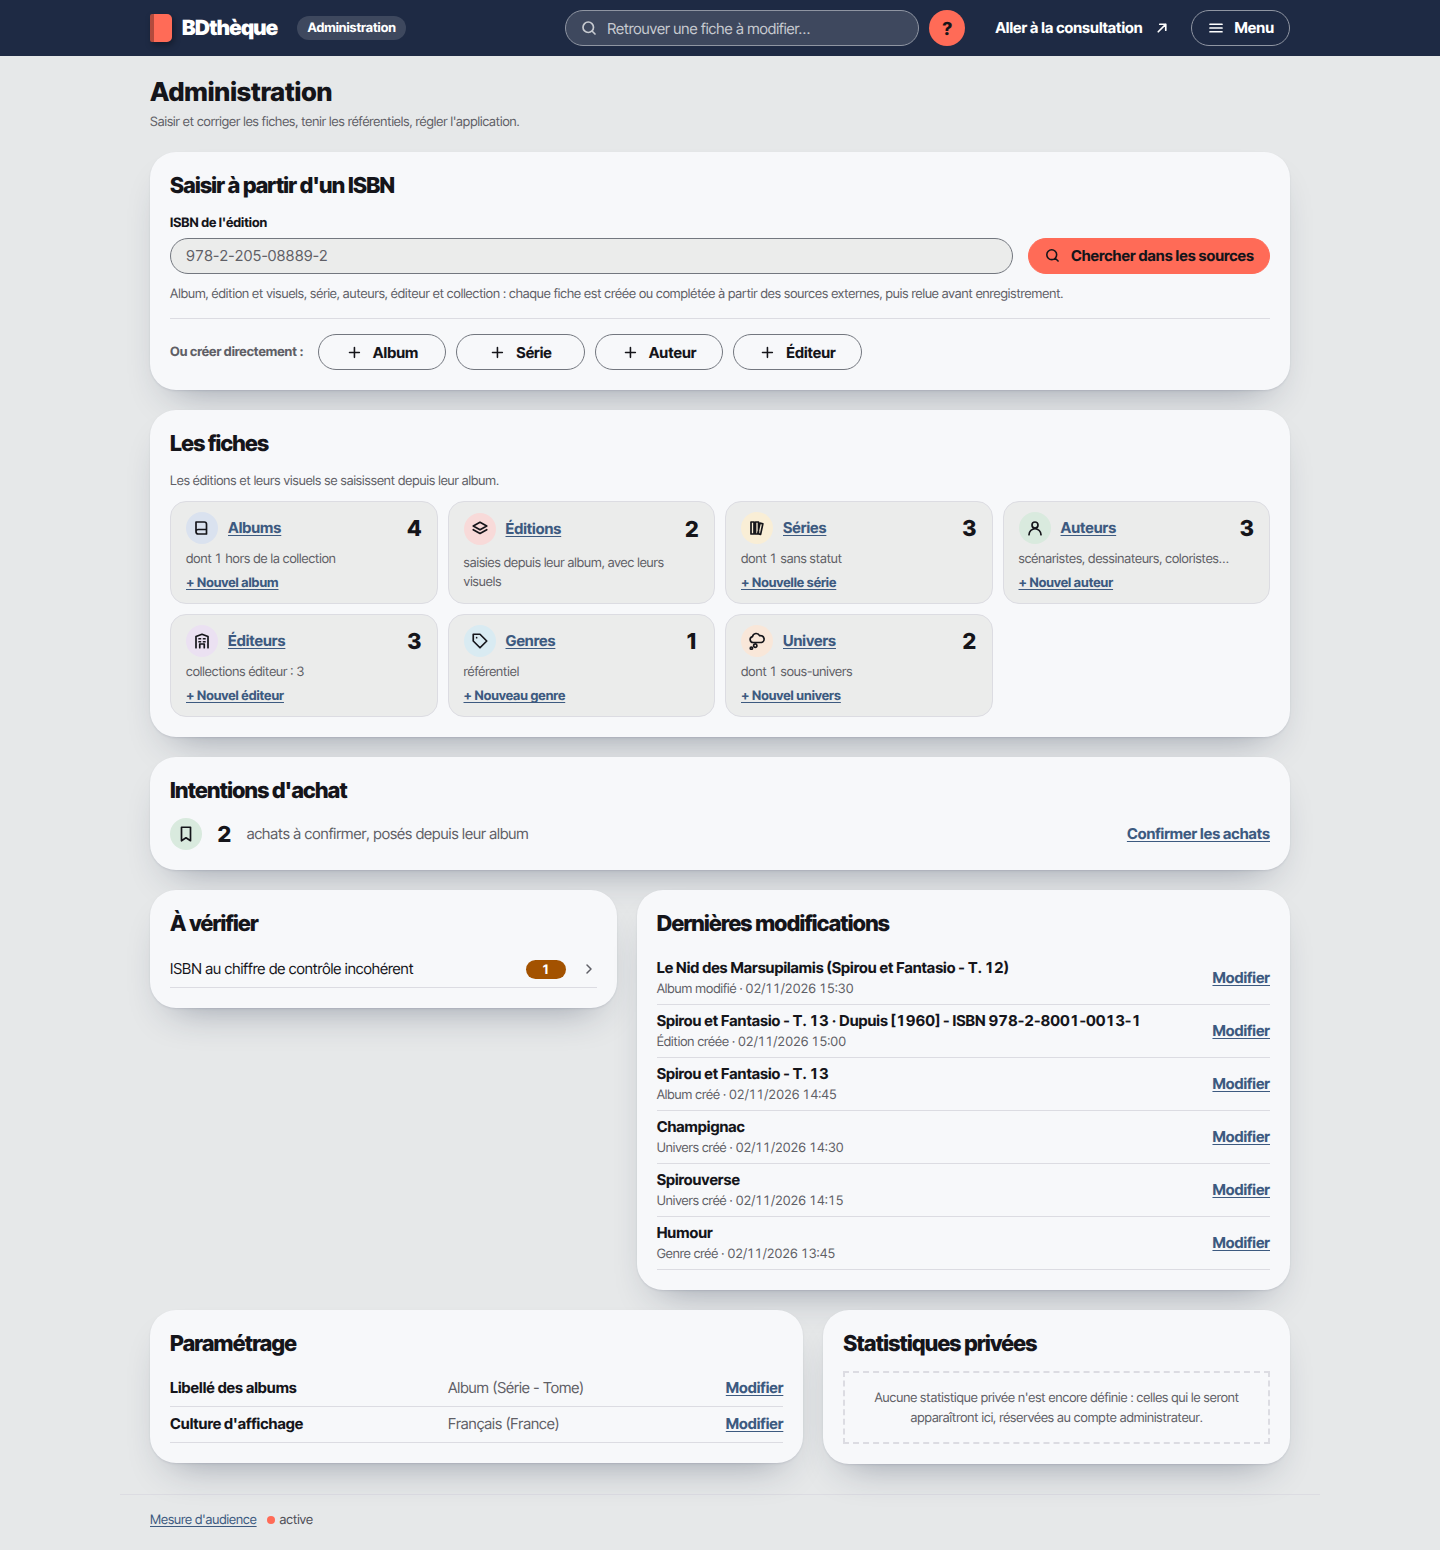 BDthèque
Administration
Retrouver une fiche à modifier...
?
Aller à la consultation
Menu
Administration
Saisir et corriger les fiches, tenir les référentiels, régler l'application.
Saisir à partir d'un ISBN
ISBN de l'édition
978-2-205-08889-2
Chercher dans les sources
Album, édition et visuels, série, auteurs, éditeur et collection : chaque fiche est créée ou complétée à partir des sources externes, puis relue avant enregistrement.
Ou créer directement :
Album
Série
Auteur
Éditeur
Les fiches
Les éditions et leurs visuels se saisissent depuis leur album.
Albums 4
dont 1 hors de la collection
+ Nouvel album
Éditions 2
saisies depuis leur album, avec leurs
visuels
Séries 3
dont 1 sans statut
+ Nouvelle série
Auteurs 3
scénaristes, dessinateurs, coloristes...
+ Nouvel auteur
Éditeurs 3
collections éditeur : 3
+ Nouvel éditeur
Genres 1
référentiel
+ Nouveau genre
Univers 2
dont 1 sous-univers
+ Nouvel univers
Intentions d'achat
2 achats à confirmer, posés depuis leur album
Confirmer les achats
À vérifier
ISBN au chiffre de contrôle incohérent 1
Dernières modifications
Le Nid des Marsupilamis (Spirou et Fantasio - T. 12)
Album modifié · 02/11/2026 15:30
Modifier
Spirou et Fantasio - T. 13 · Dupuis [1960] - ISBN 978-2-8001-0013-1
Édition créée · 02/11/2026 15:00
Modifier
Spirou et Fantasio - T. 13
Album créé · 02/11/2026 14:45
Modifier
Champignac
Univers créé · 02/11/2026 14:30
Modifier
Spirouverse
Univers créé · 02/11/2026 14:15
Modifier
Humour
Genre créé · 02/11/2026 13:45
Modifier
Paramétrage
Libellé des albums Album (Série - Tome) Modifier
Culture d'affichage Français (France) Modifier
Statistiques privées
Aucune statistique privée n'est encore définie : celles qui le seront
apparaîtront ici, réservées au compte administrateur.
Mesure d'audience active